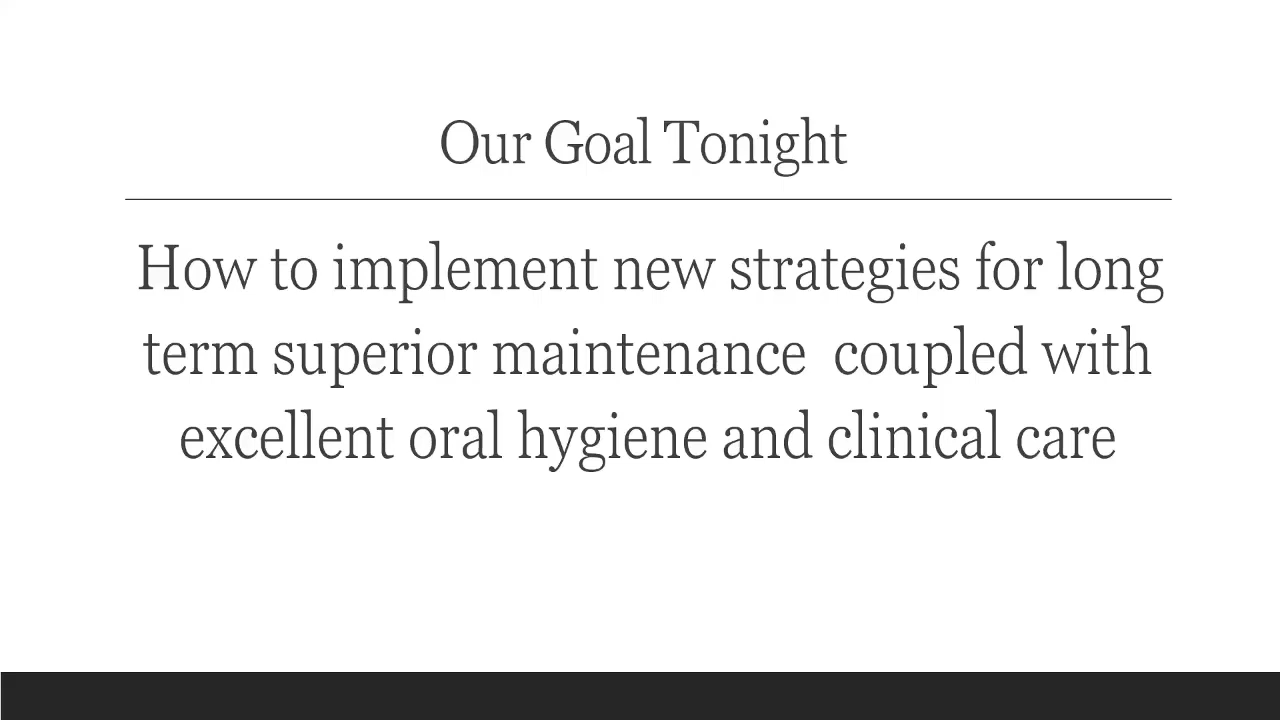 Our Goal Tonight
How to implement new strategies for long
term superior maintenance  coupled with
excellent oral hygiene and clinical care